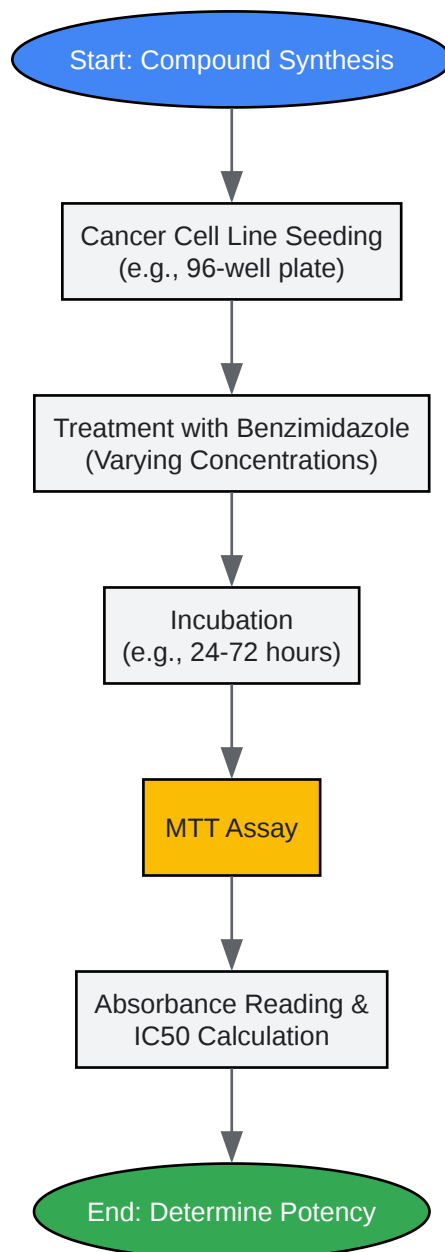 Start: Compound Synthesis
Cancer Cell Line Seeding
(e.g., 96-well plate)
Treatment with Benzimidazole
(Varying Concentrations)
Incubation
(e.g., 24-72 hours)
MTT Assay
Absorbance Reading &
IC50 Calculation
End: Determine Potency